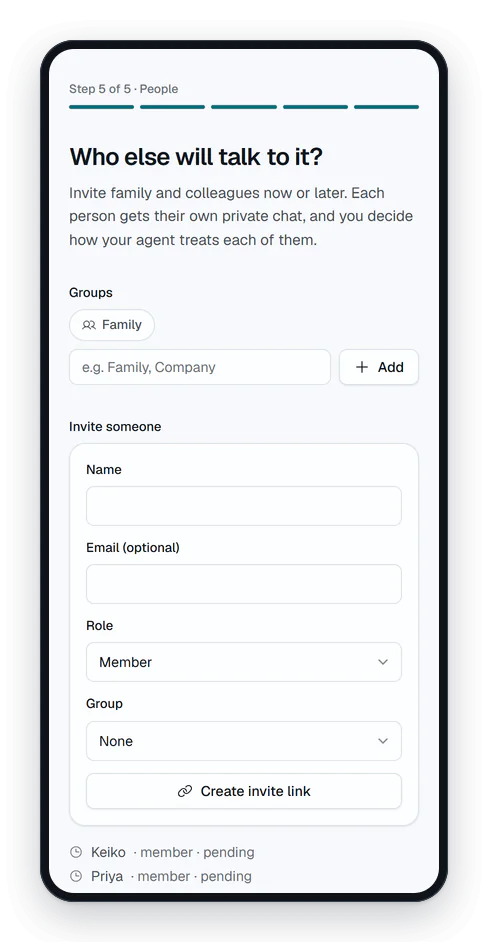 Step 5 of 5 · People
Who else will talk to it?
Invite family and colleagues now or later. Each
person gets their own private chat, and you decide
how your agent treats each of them.
Groups
Family
e.g. Family, Company
Add
Invite someone
Name
Email (optional)
Role
Member
Group
None
Create invite link
Keiko · member · pending
Priya · member · pending